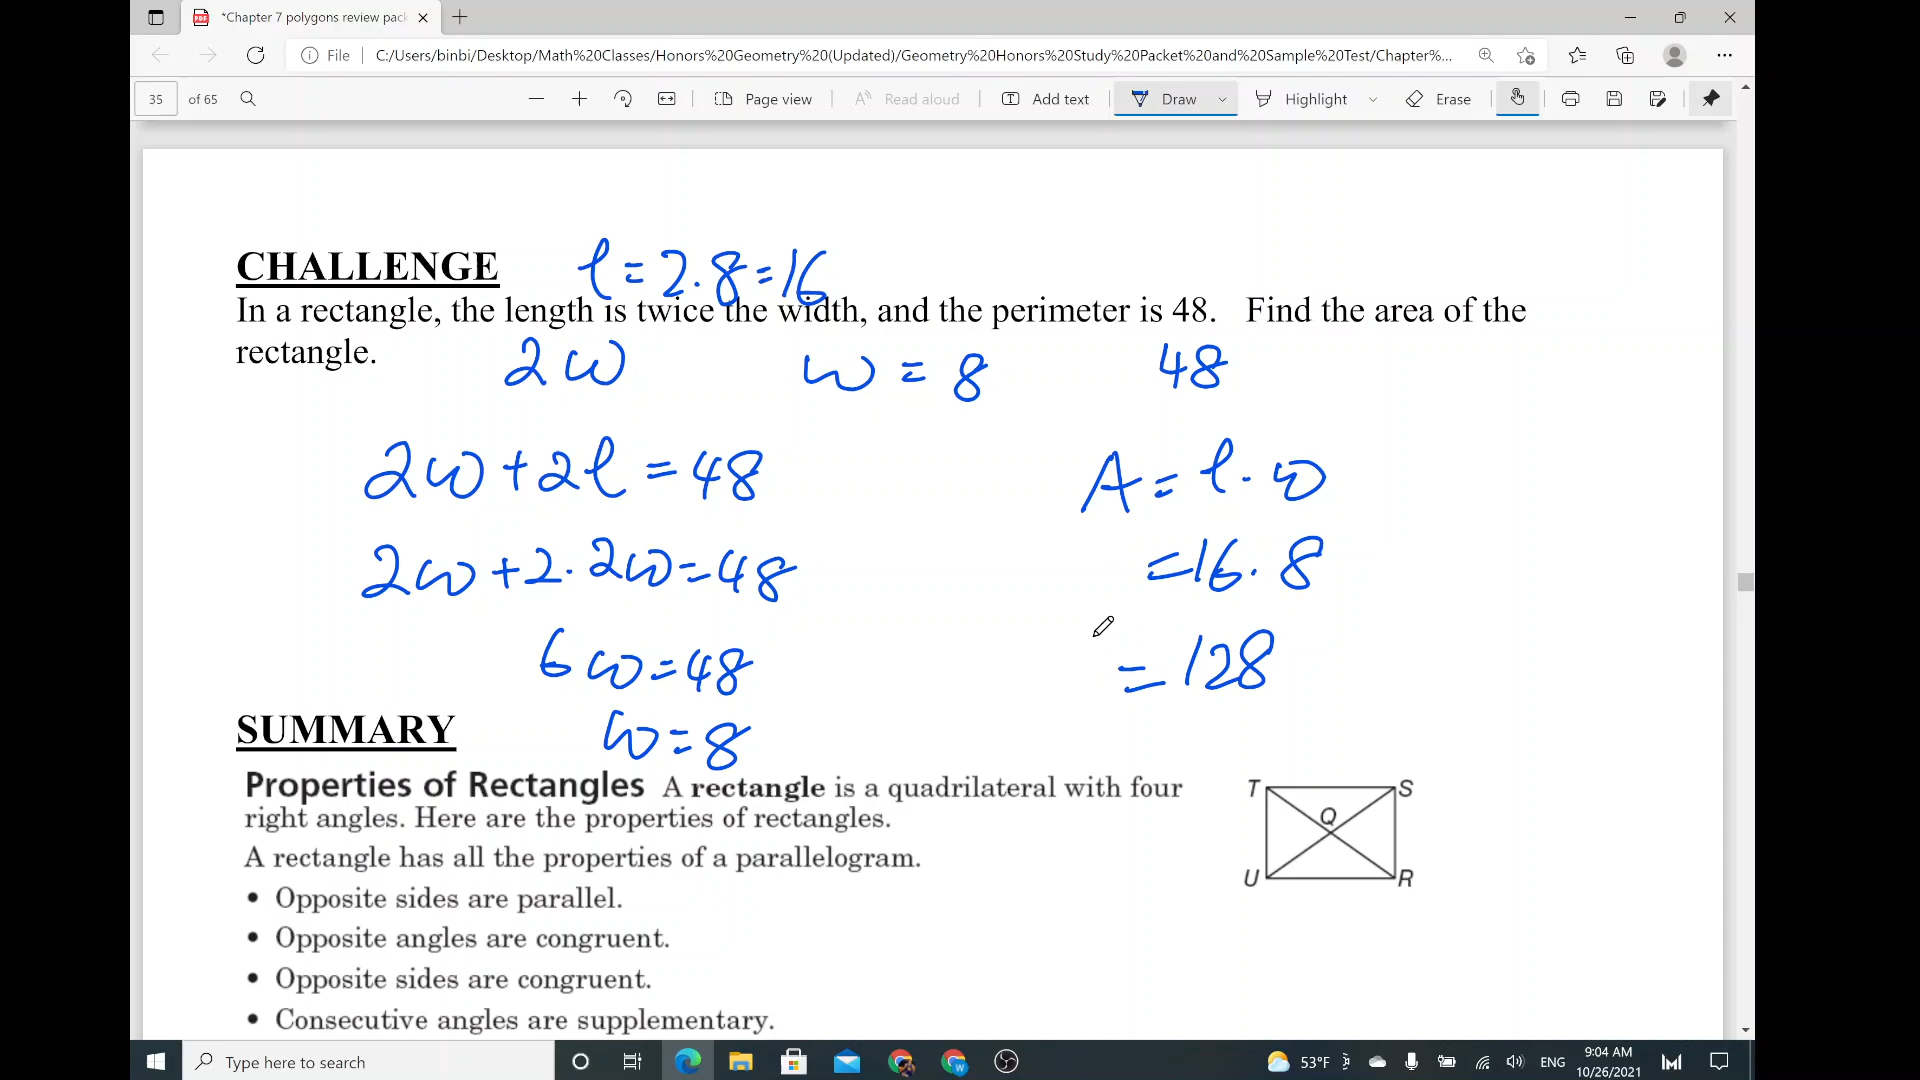 *Chapter 7 polygons review pack
File C:/Users/binbi/Desktop/Math%20Classes/Honors%20Geometry%20(Updated)/Geometry%20Honors%20Study%20Packet%20and%20Sample%20Test/Chapter%...
35 of 65 Page view Read aloud Add text Draw Highlight Erase
CHALLENGE
l = 2.8 = 16
In a rectangle, the length is twice the width, and the perimeter is 48. Find the area of the
rectangle.
2w w = 8 48
2w + 2l = 48
2w + 2. 2w = 48
6w = 48
w = 8
A = l. w
= 16. 8
= 128
SUMMARY
Properties of Rectangles A rectangle is a quadrilateral with four
right angles. Here are the properties of rectangles.
A rectangle has all the properties of a parallelogram.
• Opposite sides are parallel.
• Opposite angles are congruent.
• Opposite sides are congruent.
• Consecutive angles are supplementary.
T S
Q
U R
Type here to search
53°F ENG 9:04 AM
10/26/2021